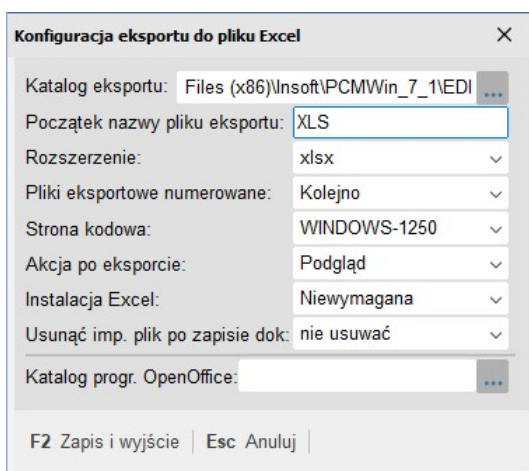 Konfiguracja eksportu do pliku Excel
Katalog eksportu: Files (x86)\Insoft\PCMWin_7_1\EDI ...
Początek nazwy pliku eksportu: XLS
Rozszerzenie: xlsx
Pliki eksportowe numerowane: Kolejno
Strona kodowa: WINDOWS-1250
Akcja po eksporcie: Podgląd
Instalacja Excel: Niewymagana
Usunąć imp. plik po zapisie dok: nie usuwać
Katalog progr. OpenOffice: ...
F2 Zapis i wyjście | Esc Anuluj |